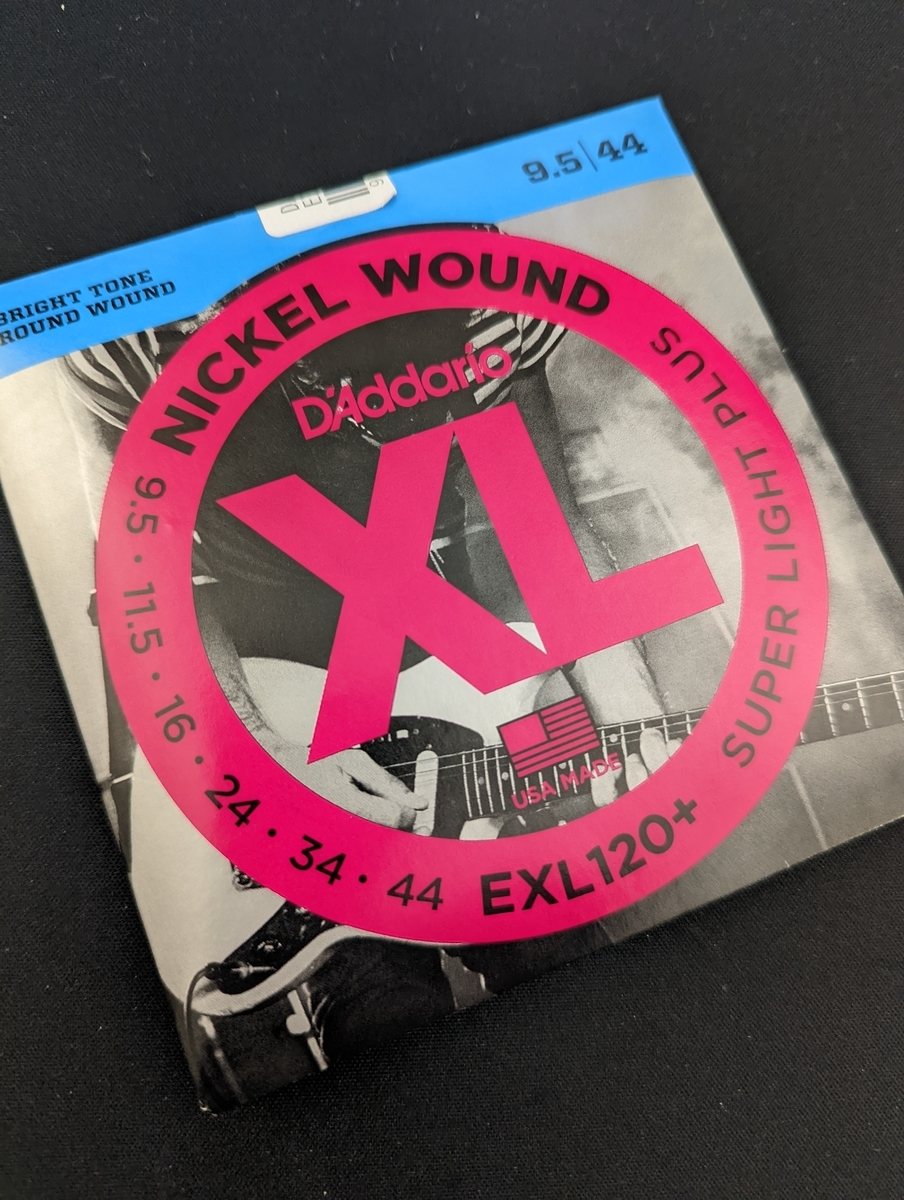 9.5|44
BRIGHT TONE
ROUND WOUND
NICKEL WOUND
D'Addario
XL
USA MADE
SUPER LIGHT PLUS
9.5 · 11.5 · 16 · 24 · 34 · 44
EXL120+